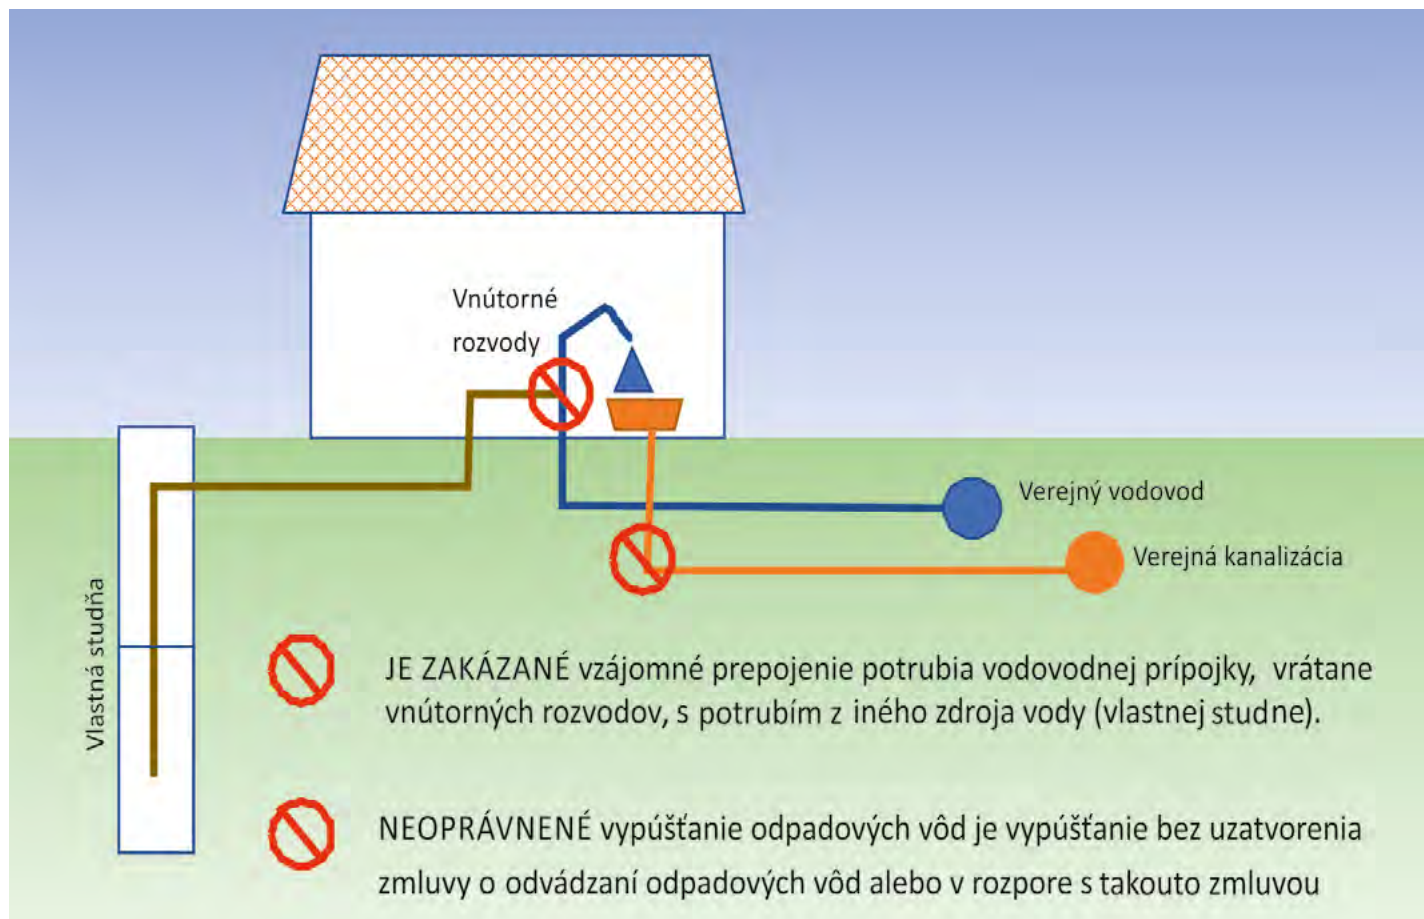 Vnútorné
rozvody
Verejný vodovod
Verejná kanalizácia
Vlastná studňa
JE ZAKÁZANÉ vzájomné prepojenie potrubia vodovodnej prípojky, vrátane
vnútorných rozvodov, s potrubím z iného zdroja vody (vlastnej studne).
NEOPRÁVNENÉ vypúšťanie odpadových vôd je vypúšťanie bez uzatvorenia
zmluvy o odvádzaní odpadových vôd alebo v rozpore s takouto zmluvou